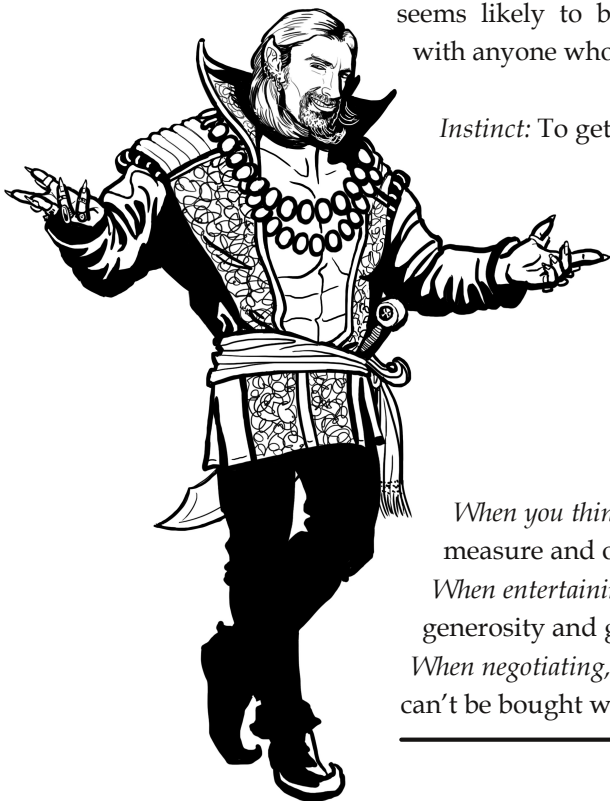 seems likely to b
with anyone who
Instinct: To get
When you thin
measure and o
When entertainin
generosity and g
When negotiating,
can't be bought w